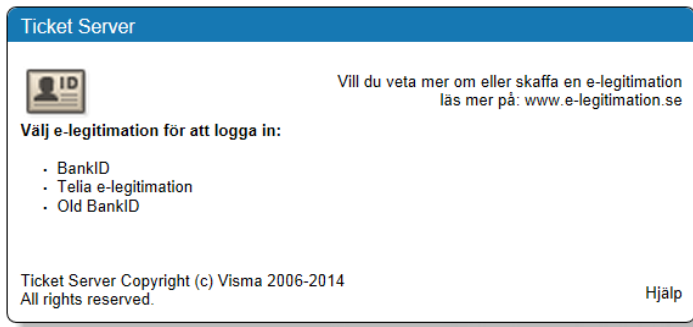 Ticket Server
ID
Vill du veta mer om eller skaffa en e-legitimation
läs mer på: www.e-legitimation.se
Välj e-legitimation för att logga in:
BankID
Telia e-legitimation
Old BankID
Ticket Server Copyright (c) Visma 2006-2014
All rights reserved.
Hjälp